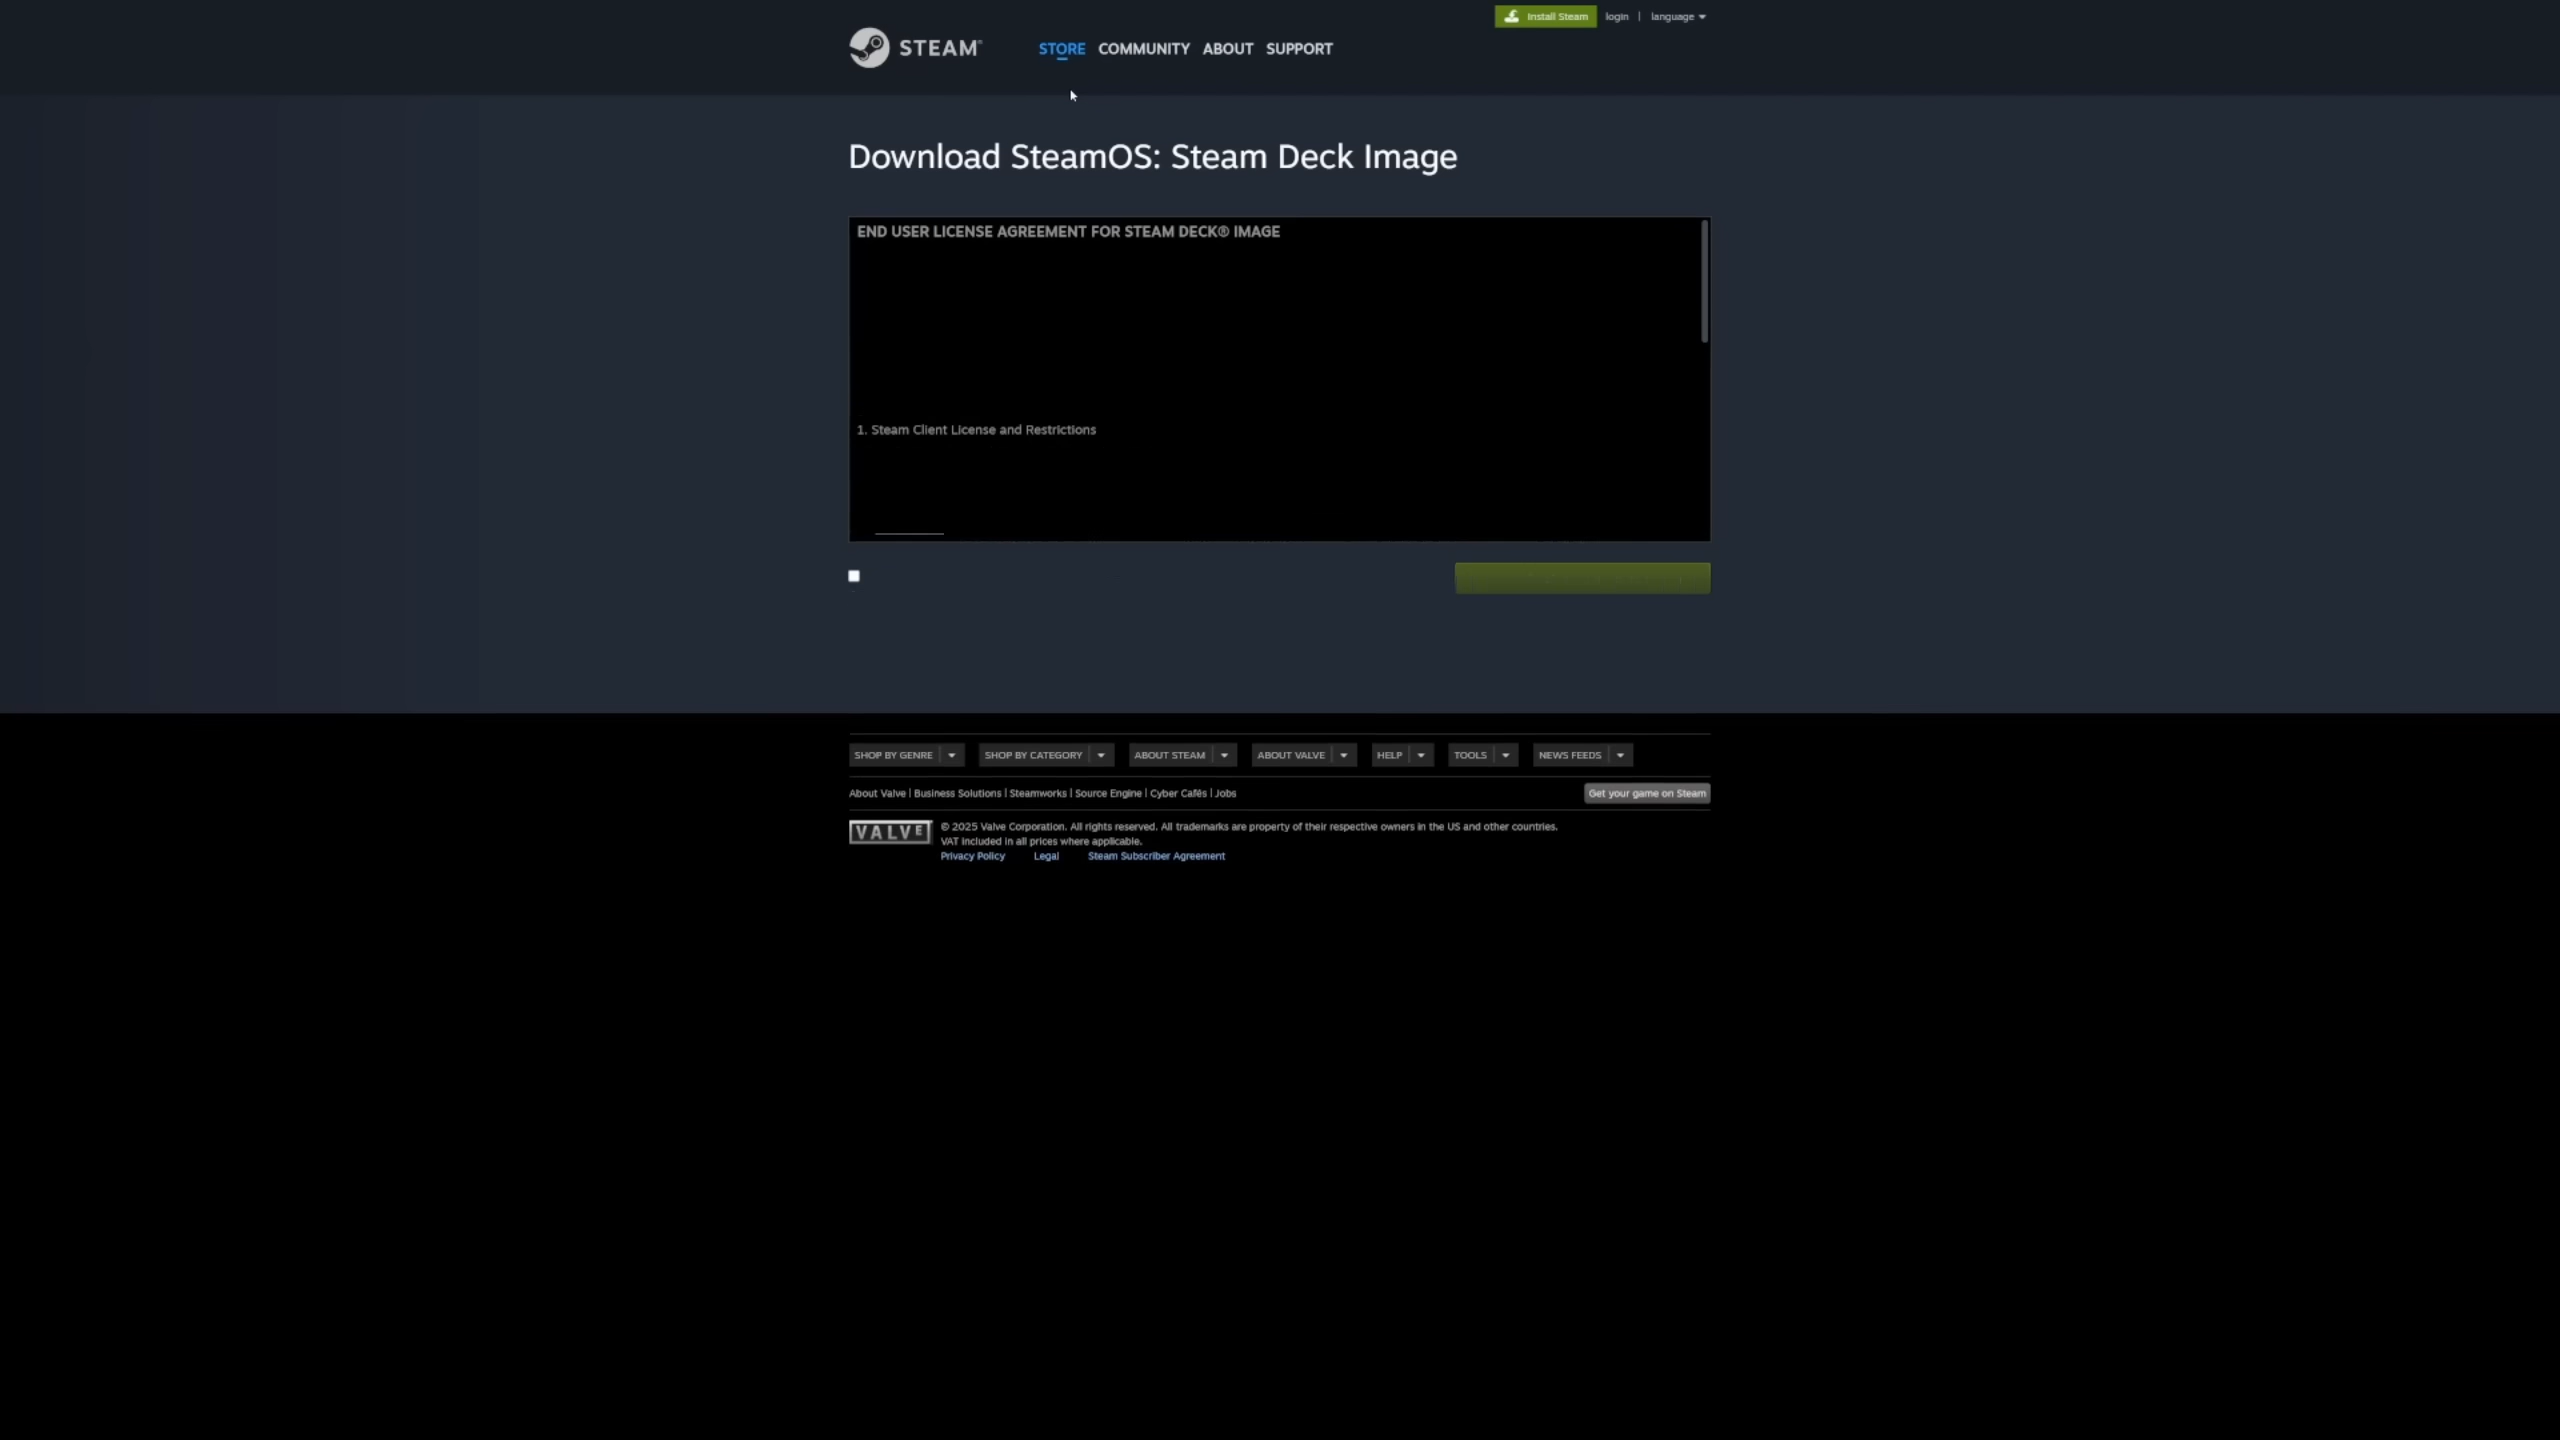 Install Steam
login | language
STEAM®
STORE COMMUNITY ABOUT SUPPORT
Download SteamOS: Steam Deck Image
END USER LICENSE AGREEMENT FOR STEAM DECK® IMAGE
1. Steam Client License and Restrictions
SHOP BY GENRE SHOP BY CATEGORY ABOUT STEAM ABOUT VALVE HELP TOOLS NEWS FEEDS
About Valve | Business Solutions | Steamworks | Source Engine | Cyber Cafés | Jobs
Get your game on Steam
VALVE
© 2025 Valve Corporation. All rights reserved. All trademarks are property of their respective owners in the US and other countries.
VAT included in all prices where applicable.
Privacy Policy Legal Steam Subscriber Agreement